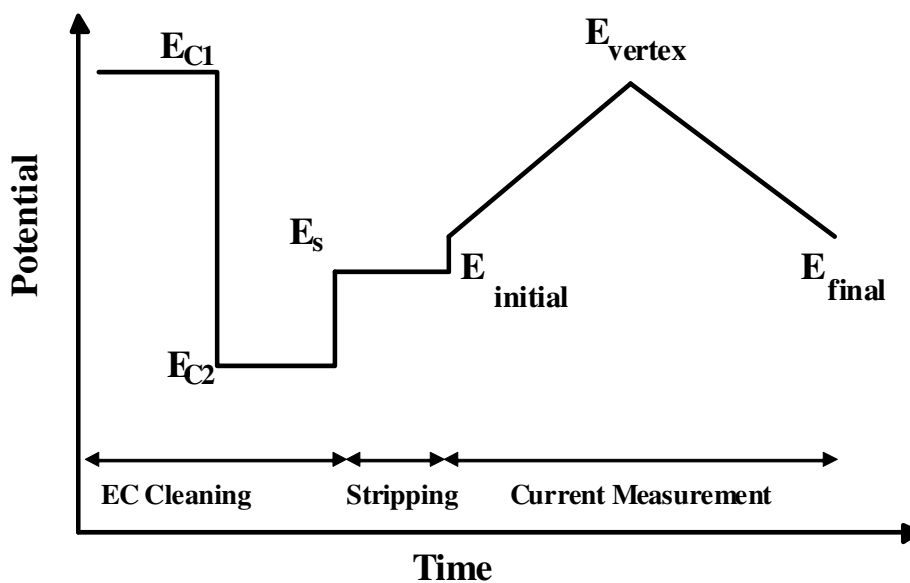 E_C1
E_vertex
E_s
E_initial
E_final
E_C2
EC Cleaning
Stripping
Current Measurement
Potential
Time